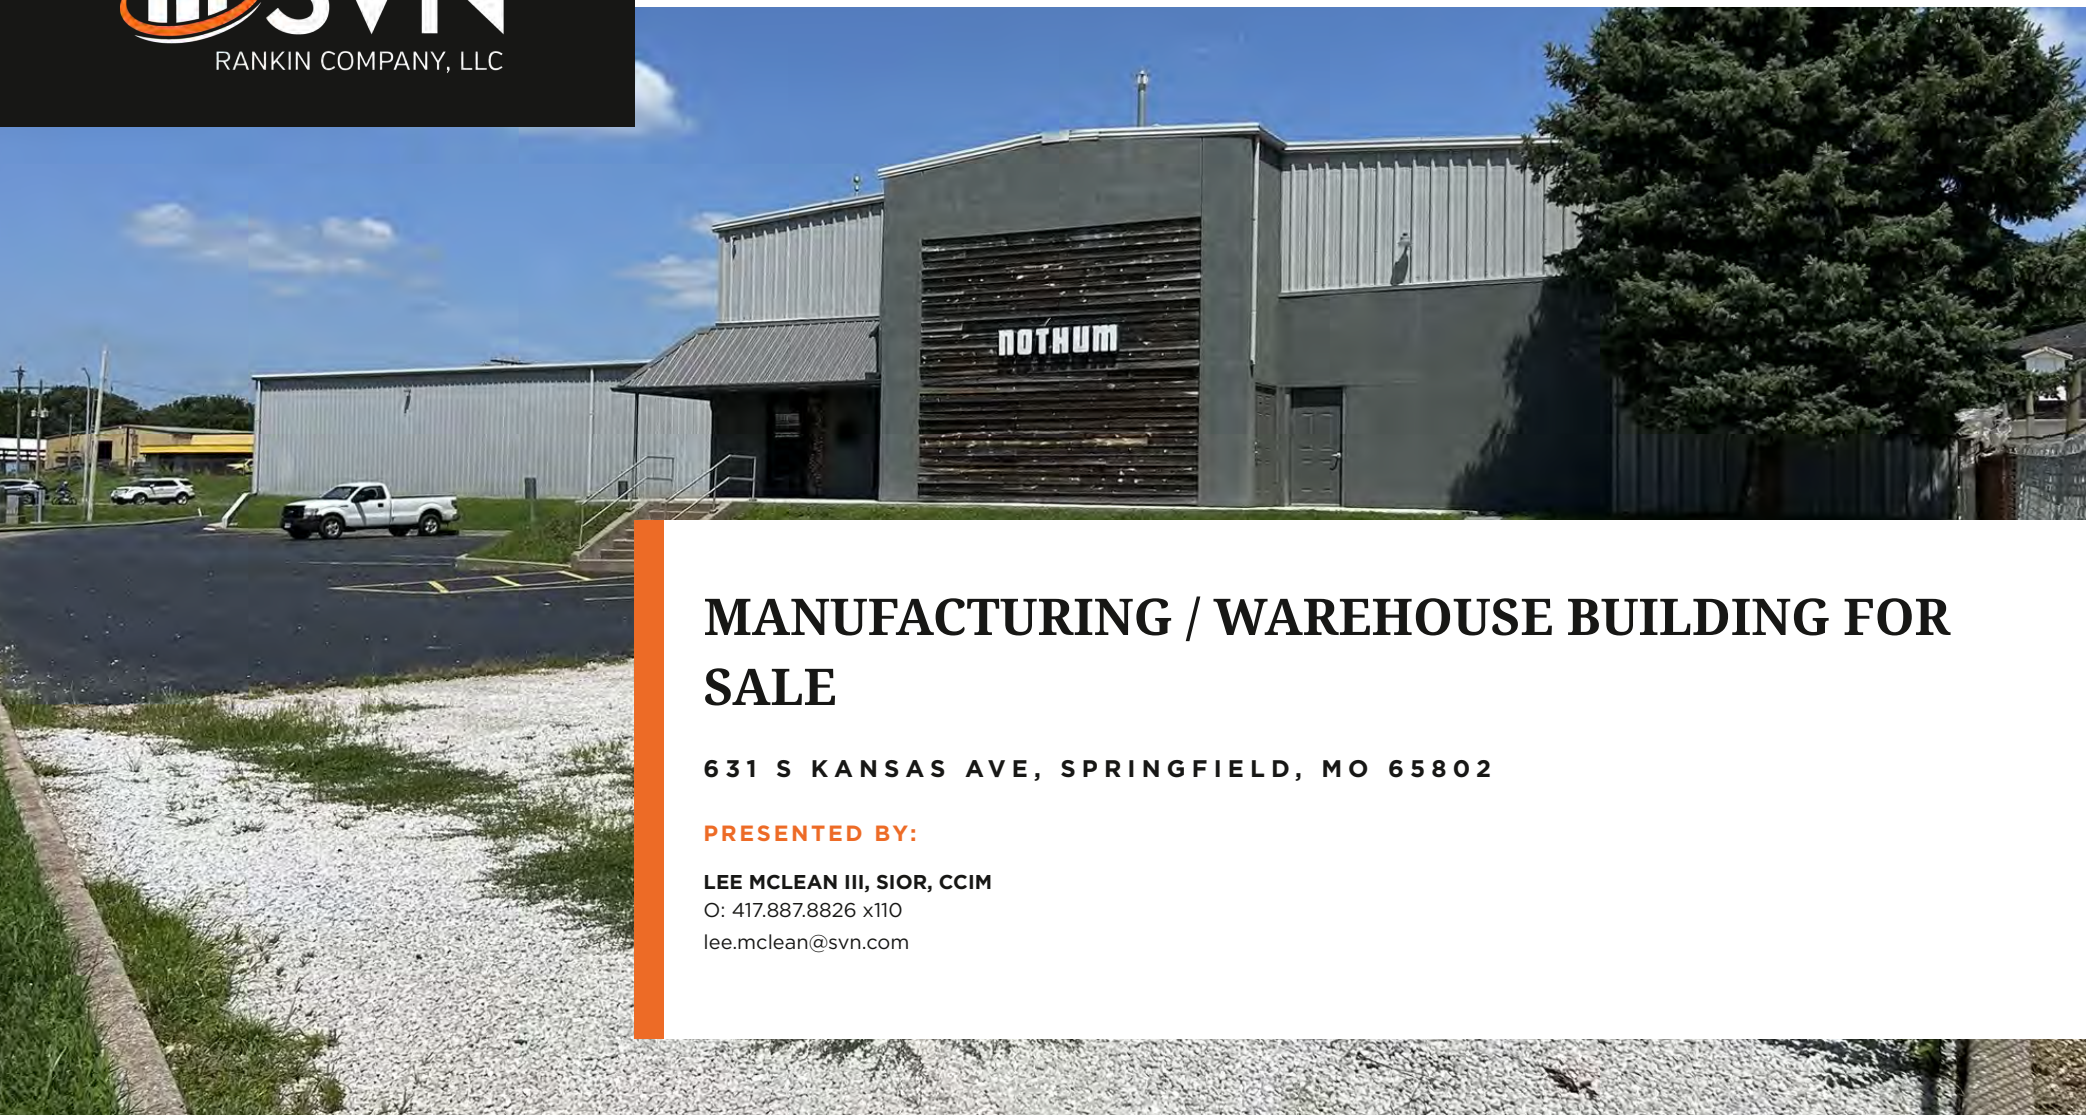 SVN
RANKIN COMPANY, LLC
NOTHUM
MANUFACTURING / WAREHOUSE BUILDING FOR
SALE
631 S KANSAS AVE, SPRINGFIELD, MO 65802
PRESENTED BY:
LEE MCLEAN III, SIOR, CCIM
O: 417.887.8826 x110
lee.mclean@svn.com